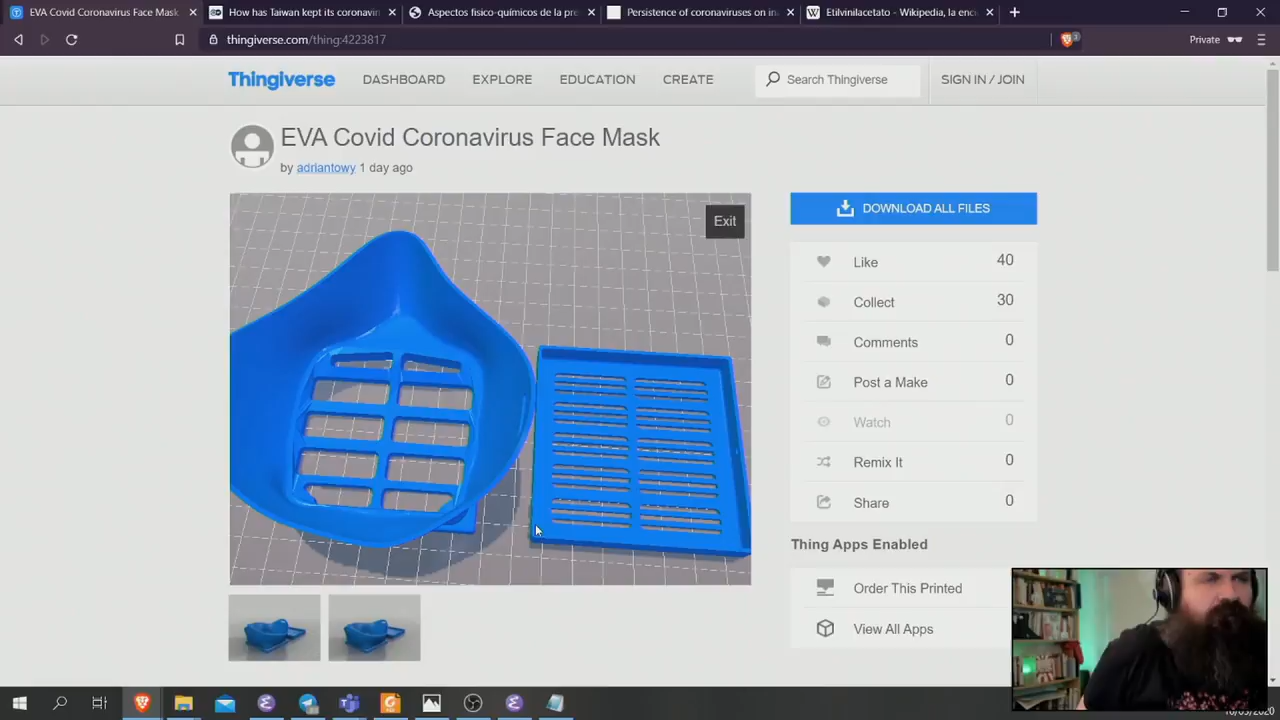 EVA Covid Coronavirus Face Mask
How has Taiwan kept its coronavin
Aspectos fisico-químicos de la pre
Persistence of coronaviruses on in
Etilvinilacetato - Wikipedia, la enc
thingiverse.com/thing:4223817
3
Private
Thingiverse
DASHBOARD
EXPLORE
EDUCATION
CREATE
Search Thingiverse
SIGN IN / JOIN
EVA Covid Coronavirus Face Mask
by adriantowy 1 day ago
Exit
DOWNLOAD ALL FILES
Like 40
Collect 30
Comments 0
Post a Make 0
Watch 0
Remix It 0
Share 0
Thing Apps Enabled
Order This Printed
View All Apps